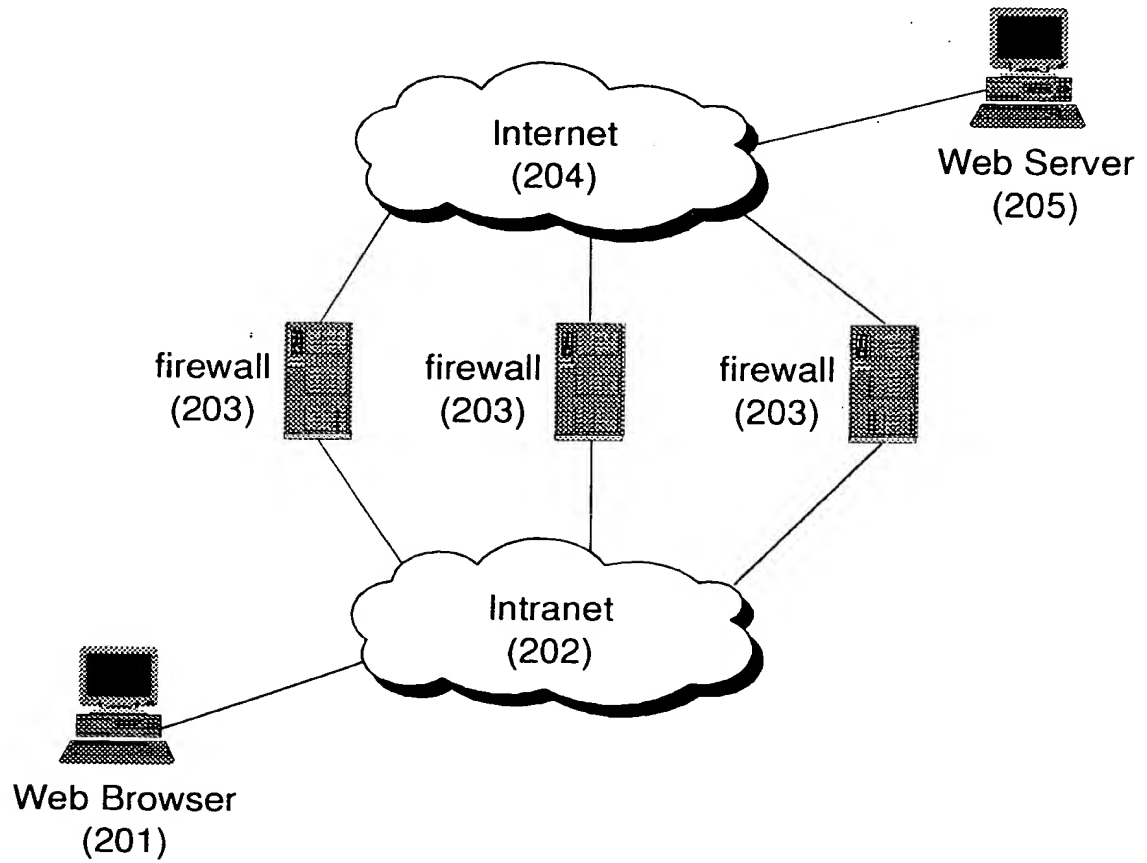 Internet
(204)
Web Server
(205)
firewall
(203)
firewall
(203)
firewall
(203)
Intranet
(202)
Web Browser
(201)